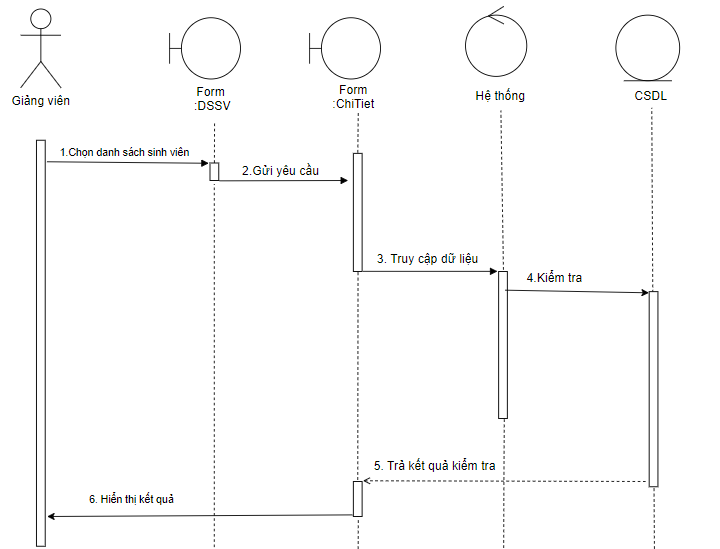 Giảng viên
Form
:DSSV
Form
:ChiTiet
Hệ thống
CSDL
1.Chọn danh sách sinh viên
2.Gửi yêu cầu
3. Truy cập dữ liệu
4.Kiểm tra
5. Trả kết quả kiểm tra
6. Hiển thị kết quả